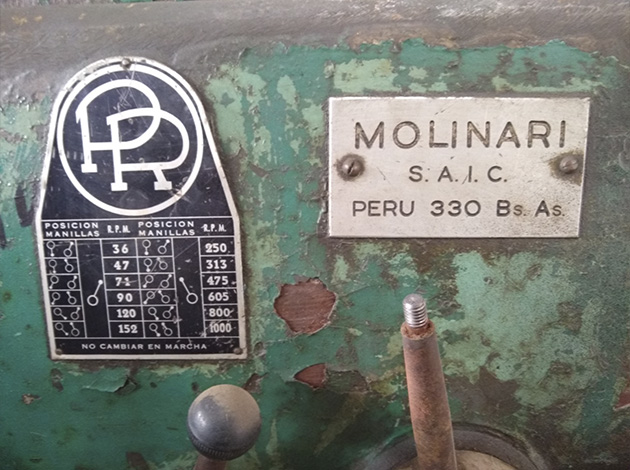 PR
POSICION MANILLAS R.P.M. POSICION MANILLAS R.P.M.
36 250
47 313
71 475
90 605
120 800
152 1000
NO CAMBIAR EN MARCHA
MOLINARI
S.A.I.C.
PERU 330 Bs. As.